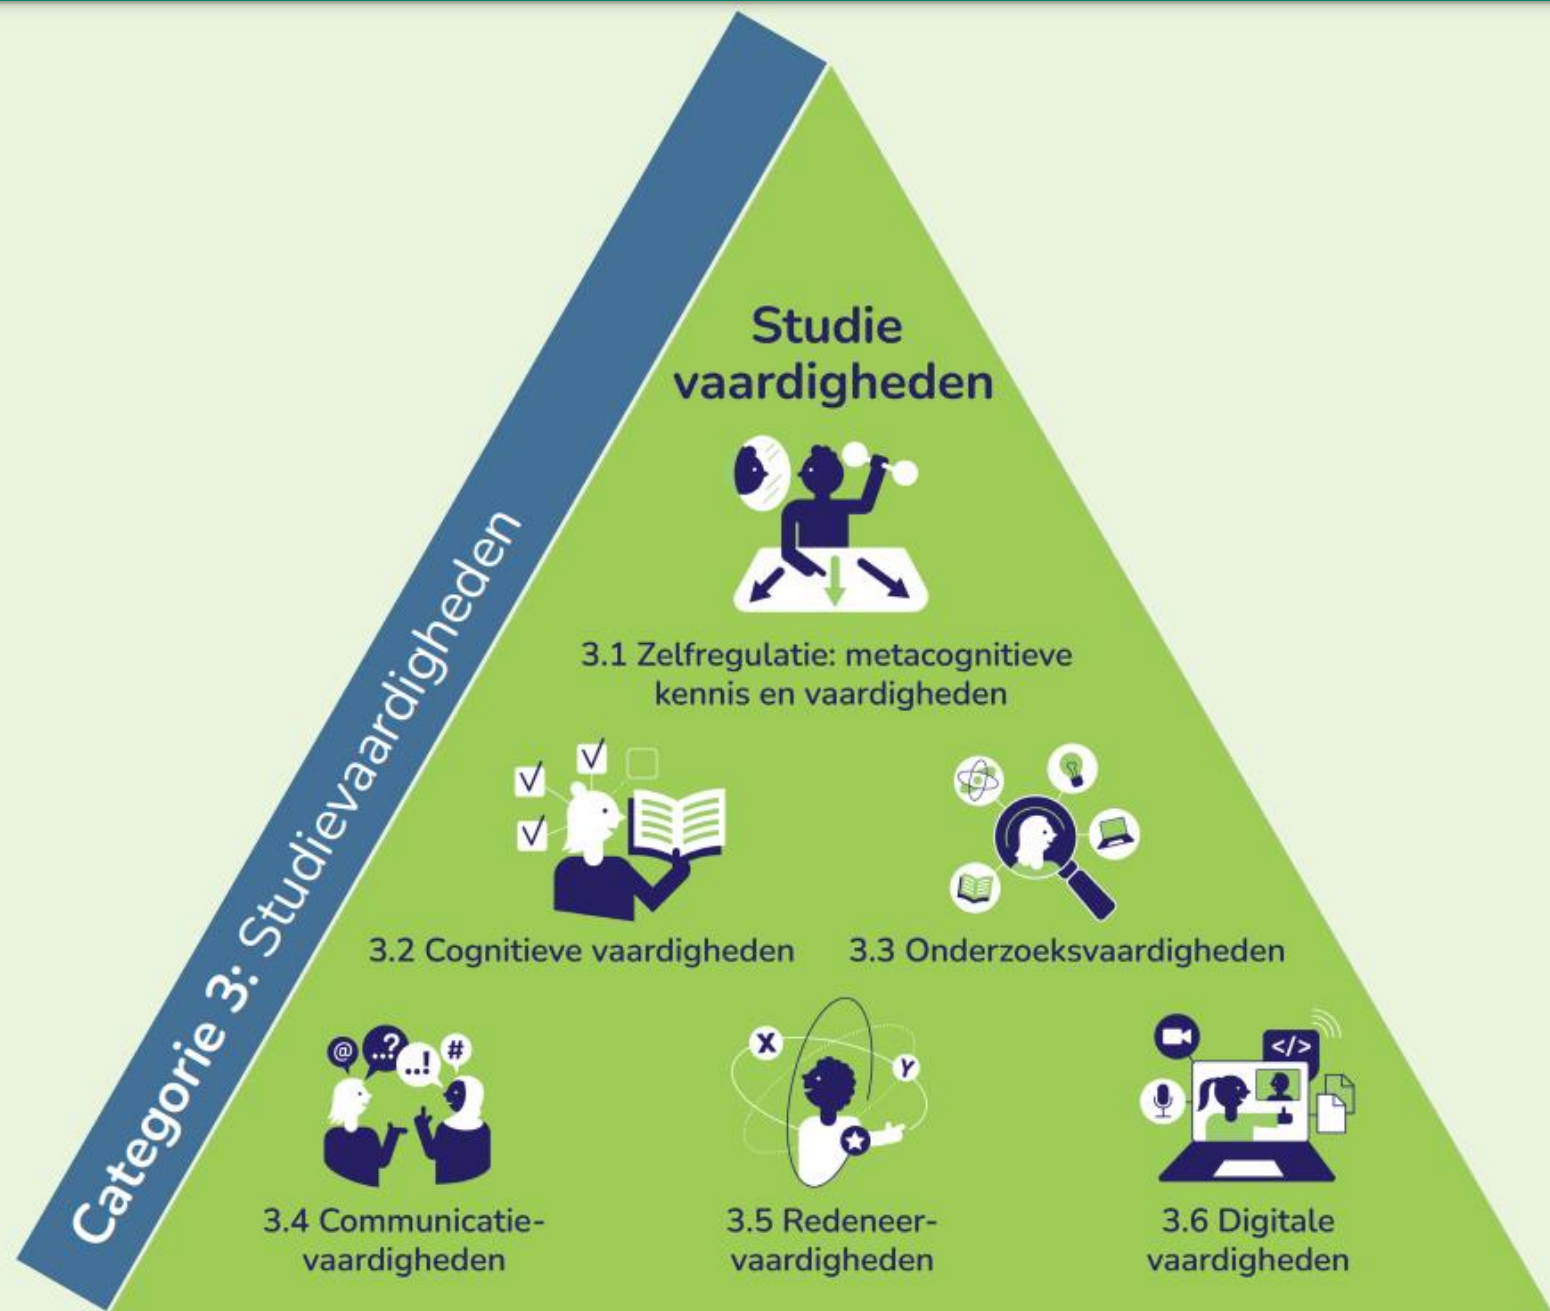 Categorie 3: Studievaardigheden
Studie
vaardigheden
3.1 Zelfregulatie: metacognitieve
kennis en vaardigheden
3.2 Cognitieve vaardigheden
3.3 Onderzoeksvaardigheden
@
..?
..!
#
3.4 Communicatie-
vaardigheden
X
Y
3.5 Redeneer-
vaardigheden
</>
3.6 Digitale
vaardigheden